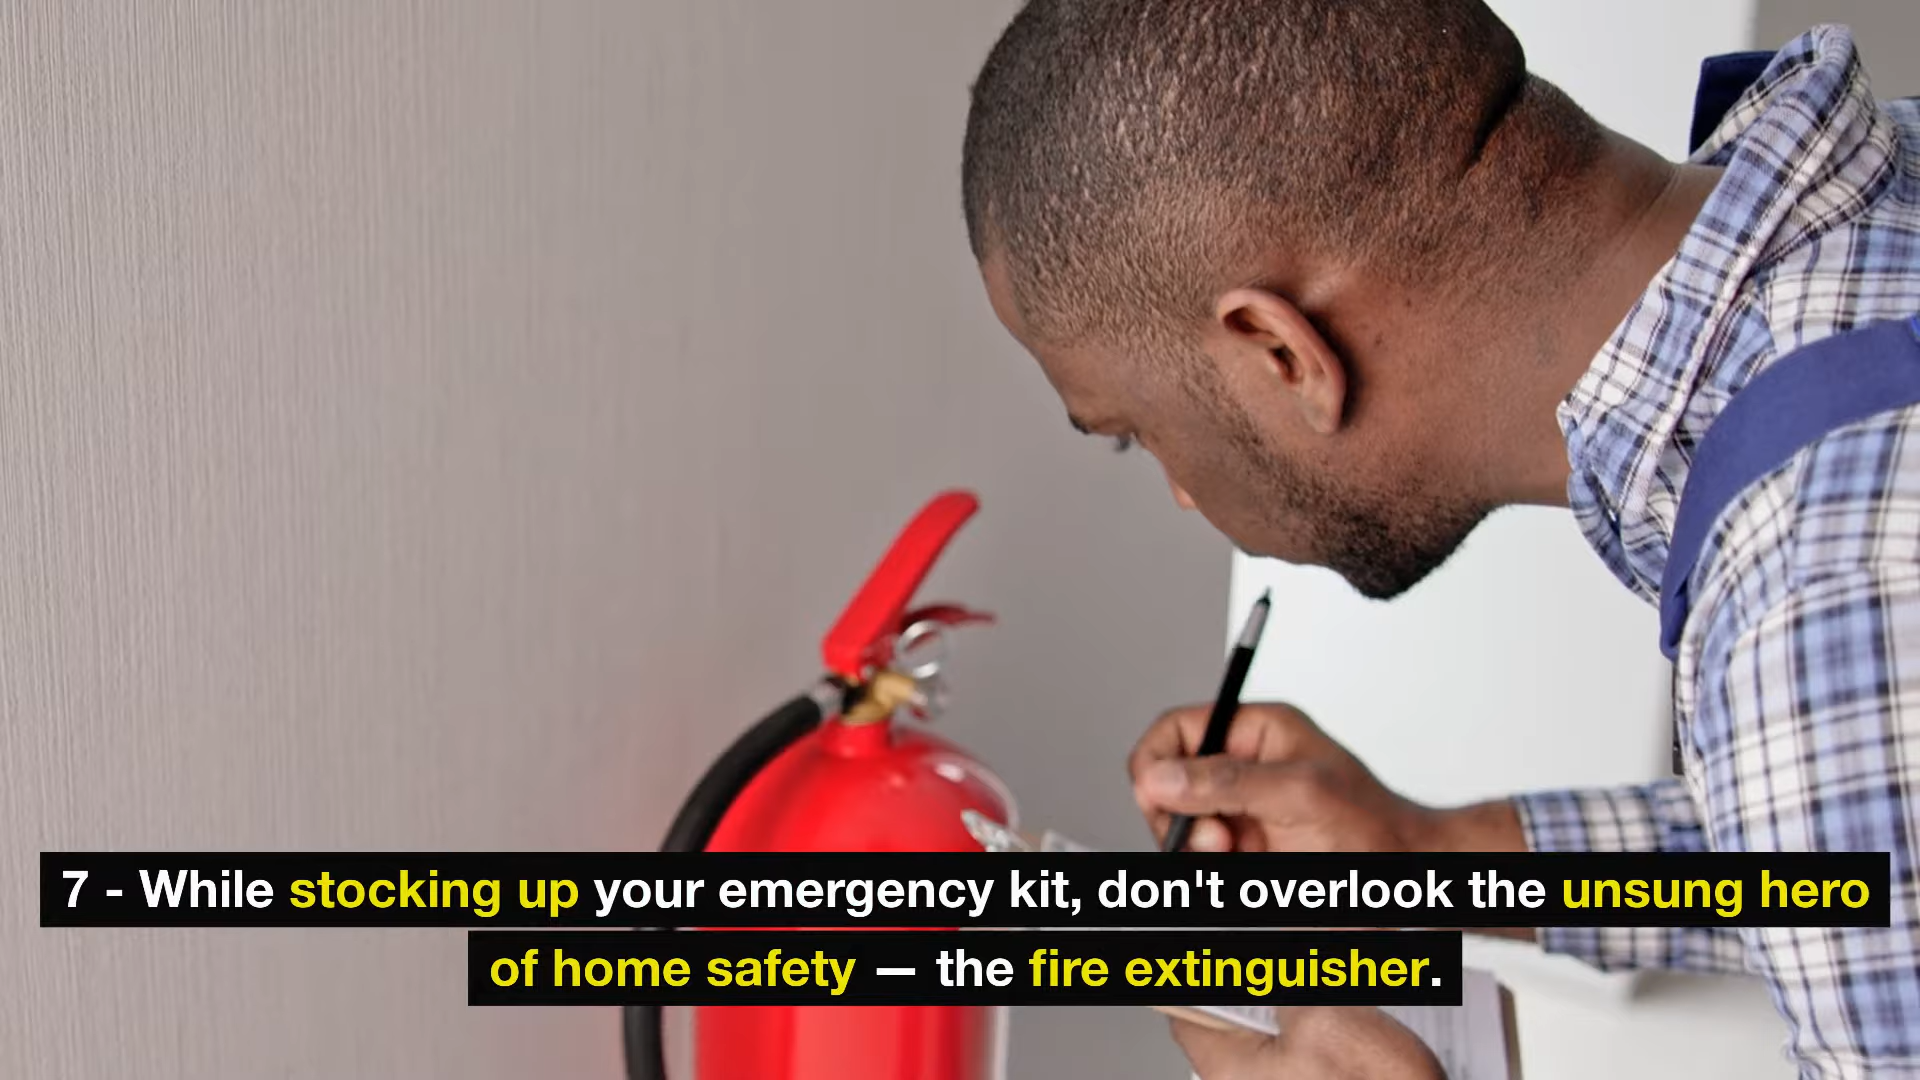 7 - While stocking up your emergency kit, don't overlook the unsung hero
of home safety — the fire extinguisher.